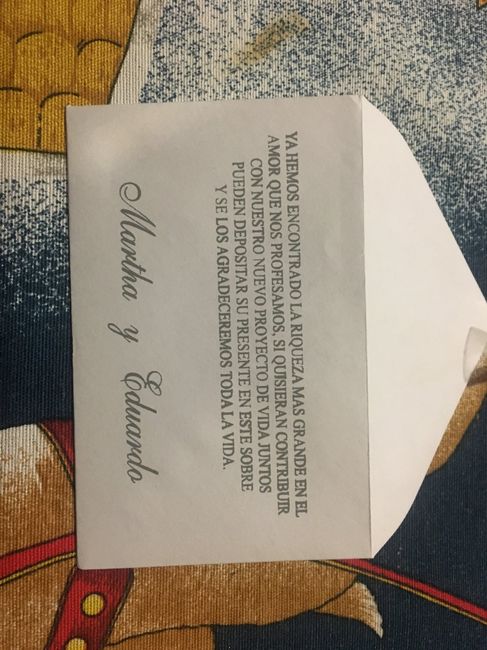 YA HEMOS ENCONTRADO LA RIQUEZA MAS GRANDE EN EL
AMOR QUE NOS PROFESAMOS, SI QUISIERAN CONTRIBUIR
CON NUESTRO NUEVO PROYECTO DE VIDA JUNTOS
PUEDEN DEPOSITAR SU PRESENTE EN ESTE SOBRE
Y SE LOS AGRADECEREMOS TODA LA VIDA.
Martha y Eduardo